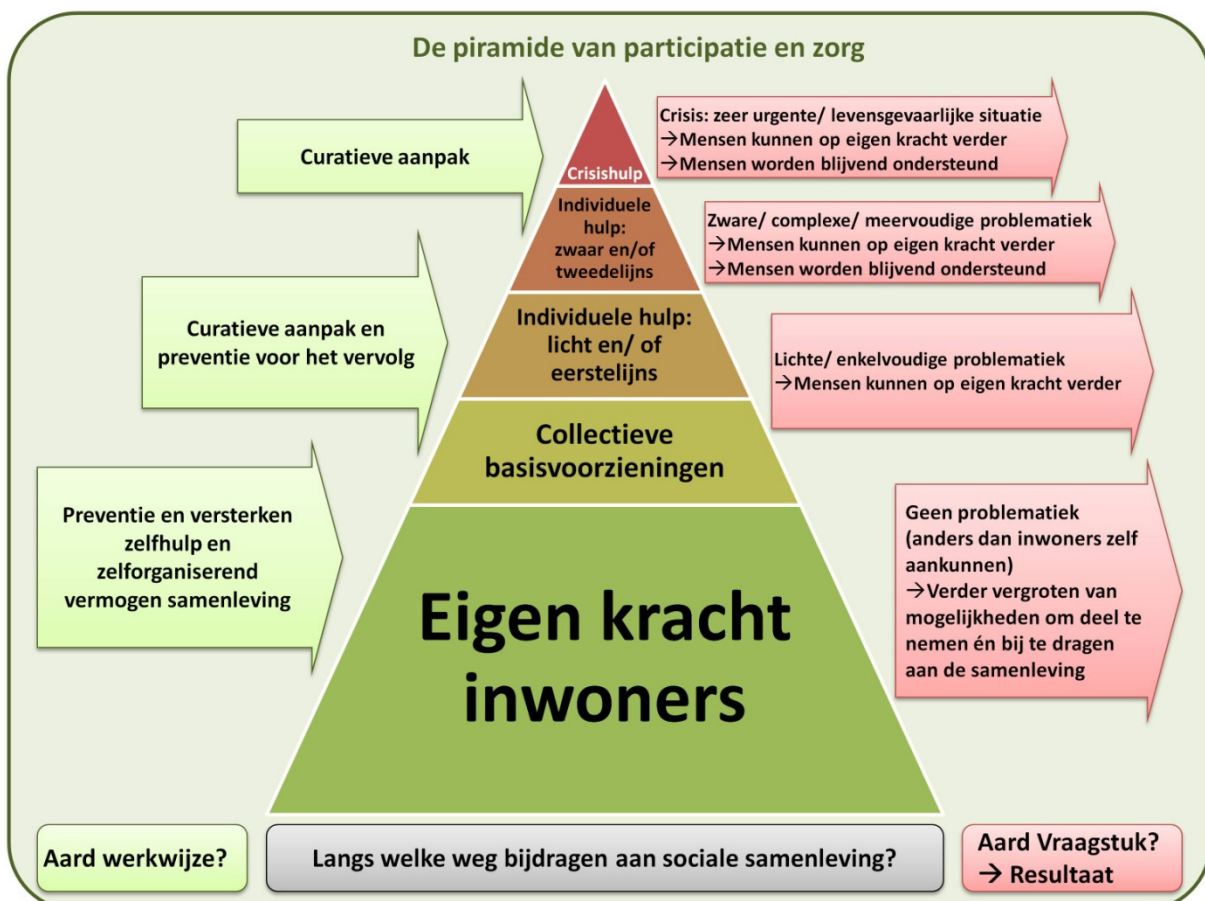 De piramide van participatie en zorg
Curatieve aanpak
Crisishulp
Crisis: zeer urgente/ levensgevaarlijke situatie
→Mensen kunnen op eigen kracht verder
→Mensen worden blijvend ondersteund
Individuele
hulp:
zwaar en/of
tweedelijns
Zware/ complexe/ meervoudige problematiek
→Mensen kunnen op eigen kracht verder
→Mensen worden blijvend ondersteund
Curatieve aanpak en
preventie voor het vervolg
Individuele hulp:
licht en/ of
eerstelijns
Lichte/ enkelvoudige problematiek
→Mensen kunnen op eigen kracht verder
Collectieve
basisvoorzieningen
Preventie en versterken
zelfhulp en
zelforganiserend
vermogen samenleving
Eigen kracht
inwoners
Geen problematiek
(anders dan inwoners zelf
aankunnen)
→Verder vergroten van
mogelijkheden om deel te
nemen én bij te dragen
aan de samenleving
Aard werkwijze?
Langs welke weg bijdragen aan sociale samenleving?
Aard Vraagstuk?
→ Resultaat